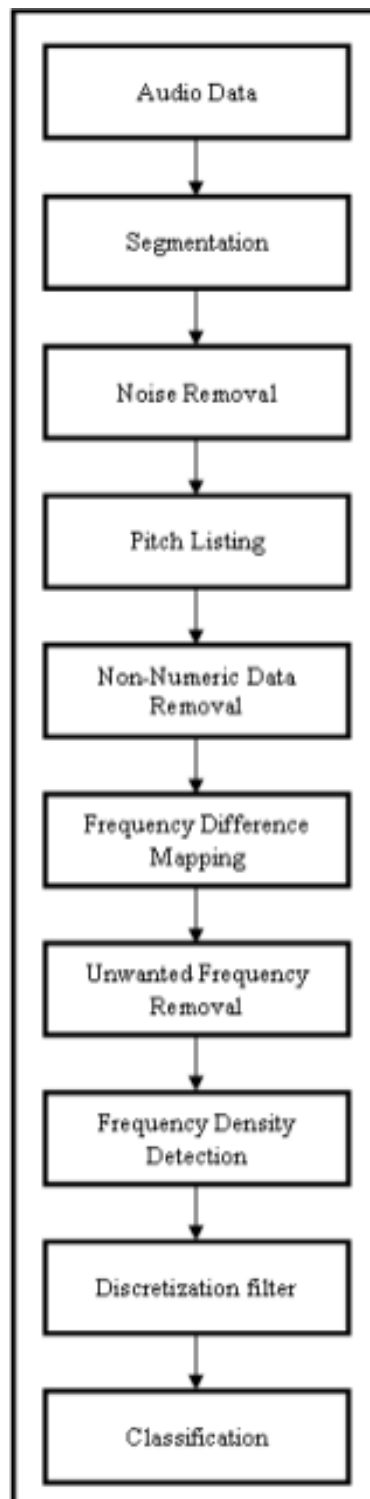 Audio Data
Segmentation
Noise Removal
Pitch Listing
Non-Numeric Data
Removal
Frequency Difference
Mapping
Unwanted Frequency
Removal
Frequency Density
Detection
Discretization filter
Classification